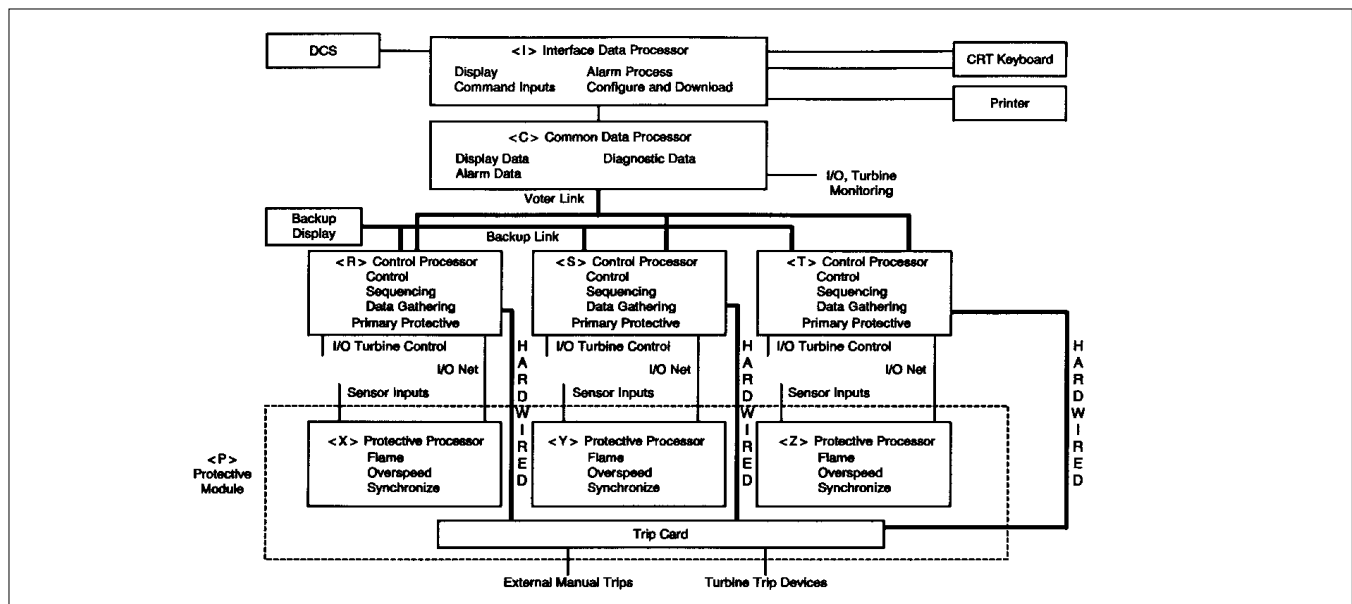 DCS
<I> Interface Data Processor
Display Alarm Process
Command Inputs Configure and Download
CRT Keyboard
Printer
<C> Common Data Processor
Display Data Diagnostic Data
Alarm Data
I/O, Turbine
Monitoring
Voter Link
Backup
Display
Backup Link
<R> Control Processor
Control
Sequencing
Data Gathering
Primary Protective
<S> Control Processor
Control
Sequencing
Data Gathering
Primary Protective
<T> Control Processor
Control
Sequencing
Data Gathering
Primary Protective
I/O Turbine Control
I/O Net
Sensor Inputs
HARDWIRED
I/O Turbine Control
I/O Net
Sensor Inputs
HARDWIRED
I/O Turbine Control
I/O Net
Sensor Inputs
HARDWIRED
<P>
Protective
Module
<X> Protective Processor
Flame
Overspeed
Synchronize
<Y> Protective Processor
Flame
Overspeed
Synchronize
<Z> Protective Processor
Flame
Overspeed
Synchronize
Trip Card
External Manual Trips
Turbine Trip Devices